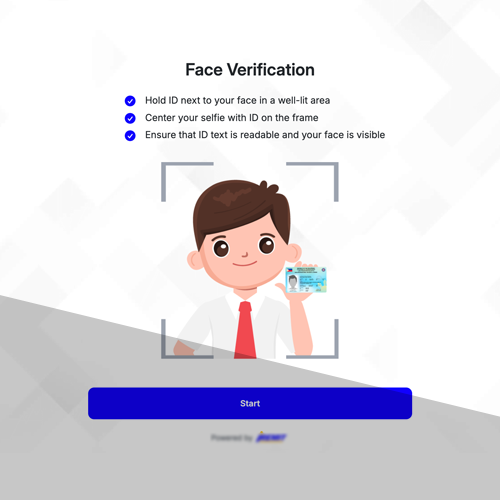 Face Verification
Hold ID next to your face in a well-lit area
Center your selfie with ID on the frame
Ensure that ID text is readable and your face is visible
Start
Powered by